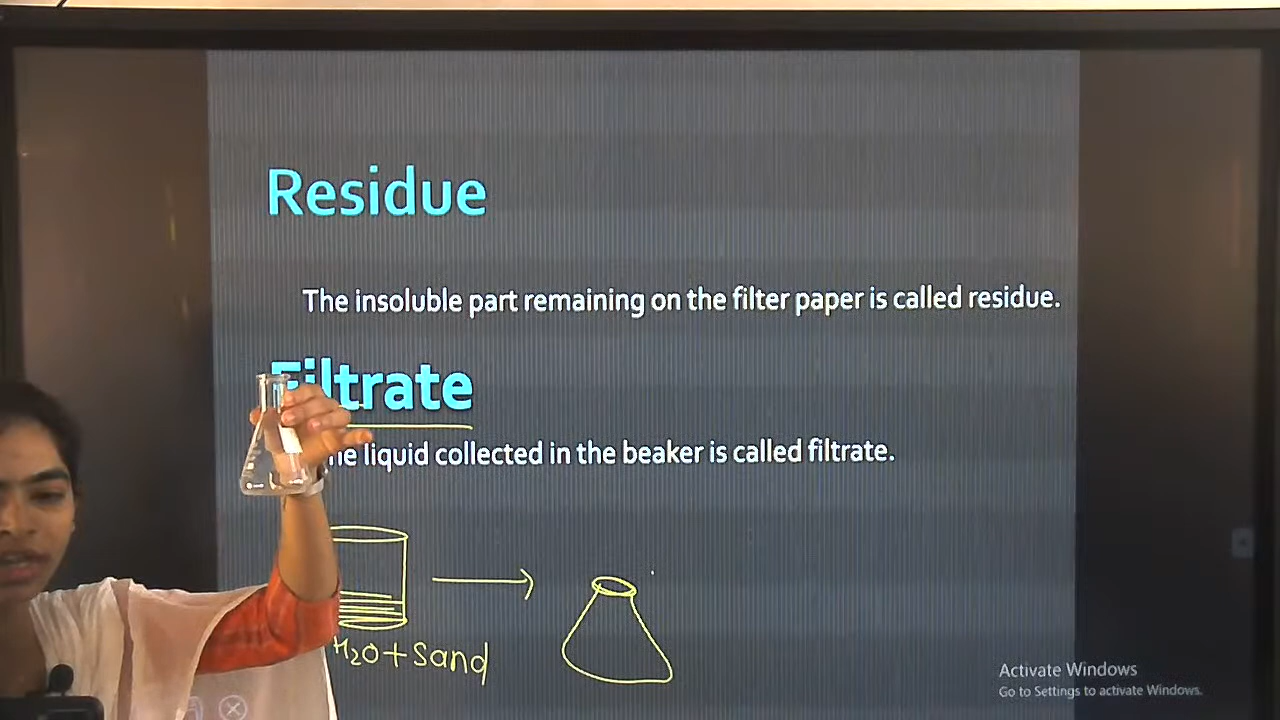 Residue
The insoluble part remaining on the filter paper is called residue.
Filtrate
liquid collected in the beaker is called filtrate.
H₂O + Sand
Activate Windows
Go to Settings to activate Windows.